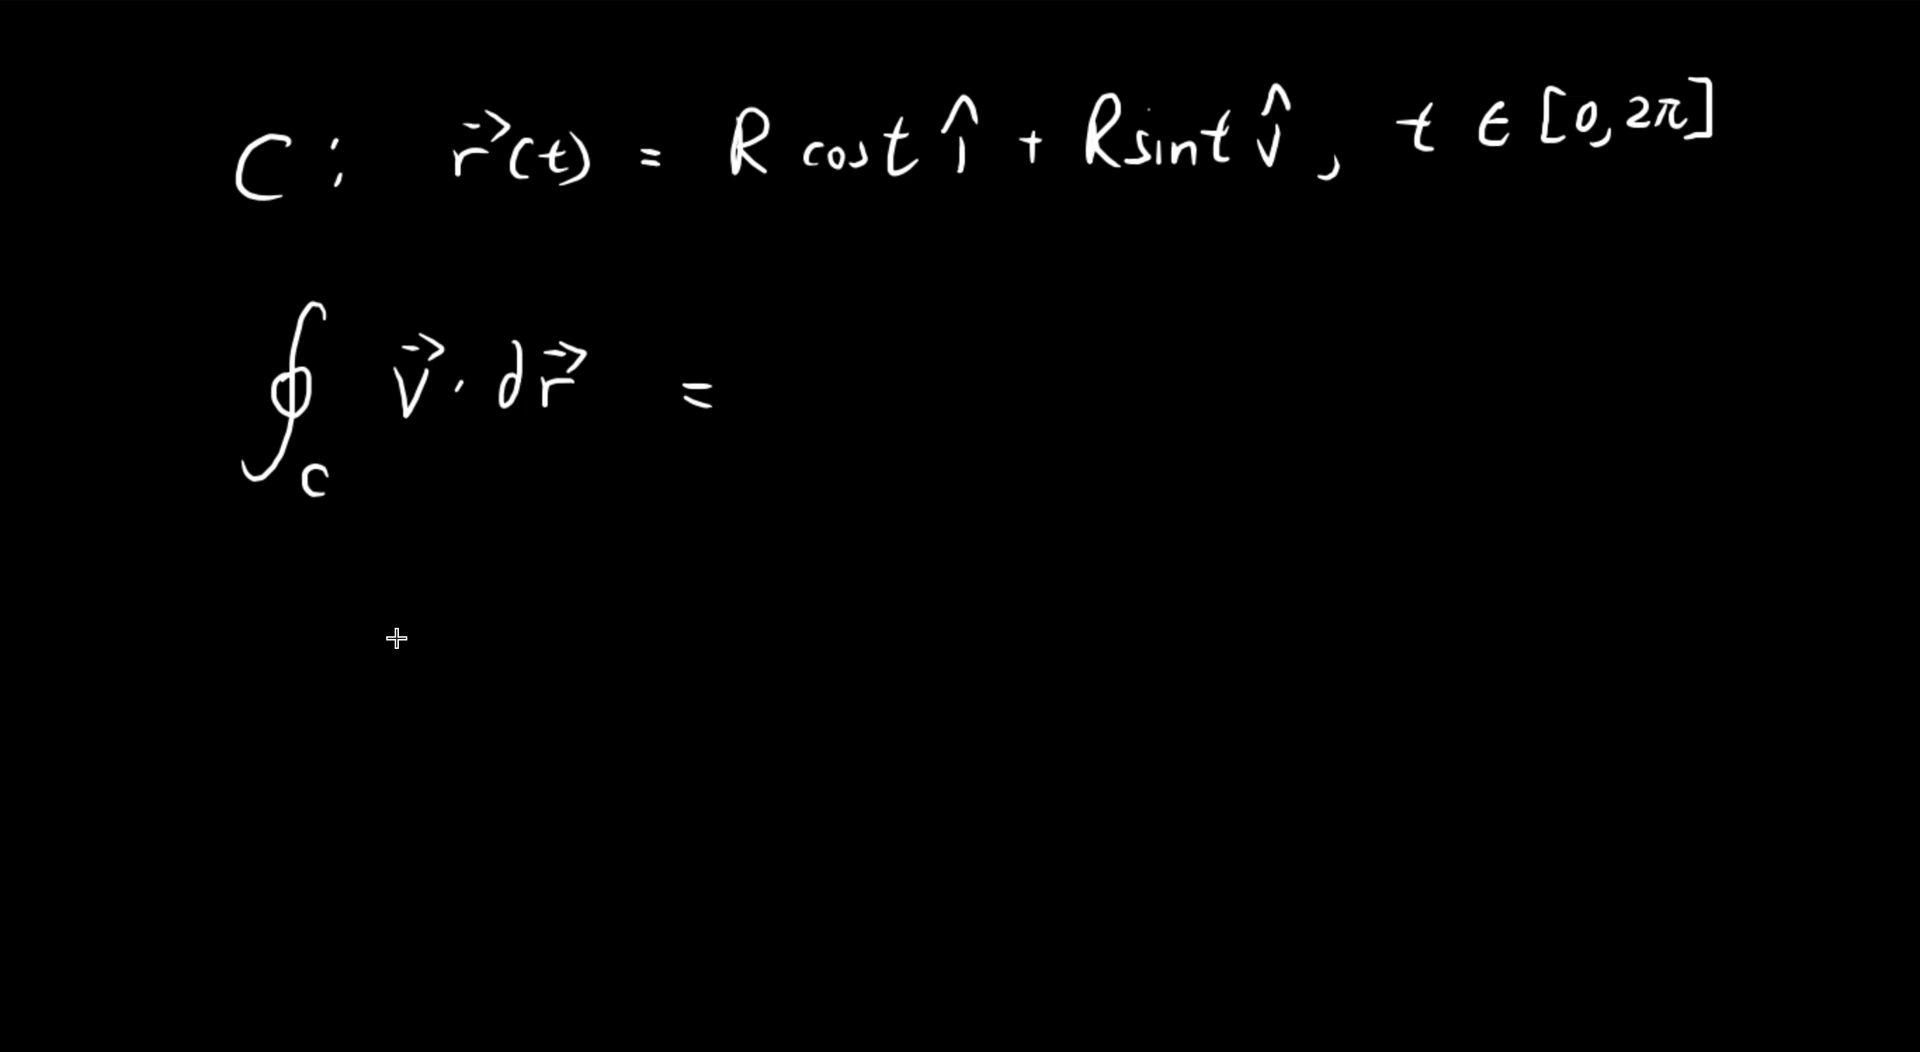 C: r⃗(t) = R cos t î + R sin t ĵ, t ∈ [0, 2π]
∮_C v⃗ · dr⃗ =